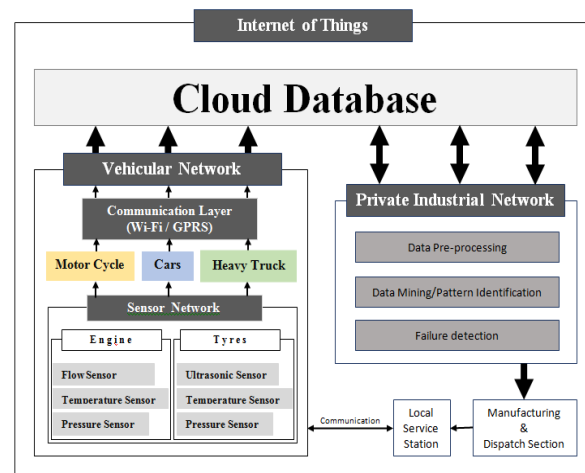 Internet of Things
Cloud Database
Vehicular Network
Communication Layer
(Wi-Fi / GPRS)
Motor Cycle
Cars
Heavy Truck
Sensor Network
Engine
Tyres
Flow Sensor
Ultrasonic Sensor
Temperature Sensor
Temperature Sensor
Pressure Sensor
Pressure Sensor
Private Industrial Network
Data Pre-processing
Data Mining/Pattern Identification
Failure detection
Communication
Local
Service
Station
Manufacturing
&
Dispatch Section